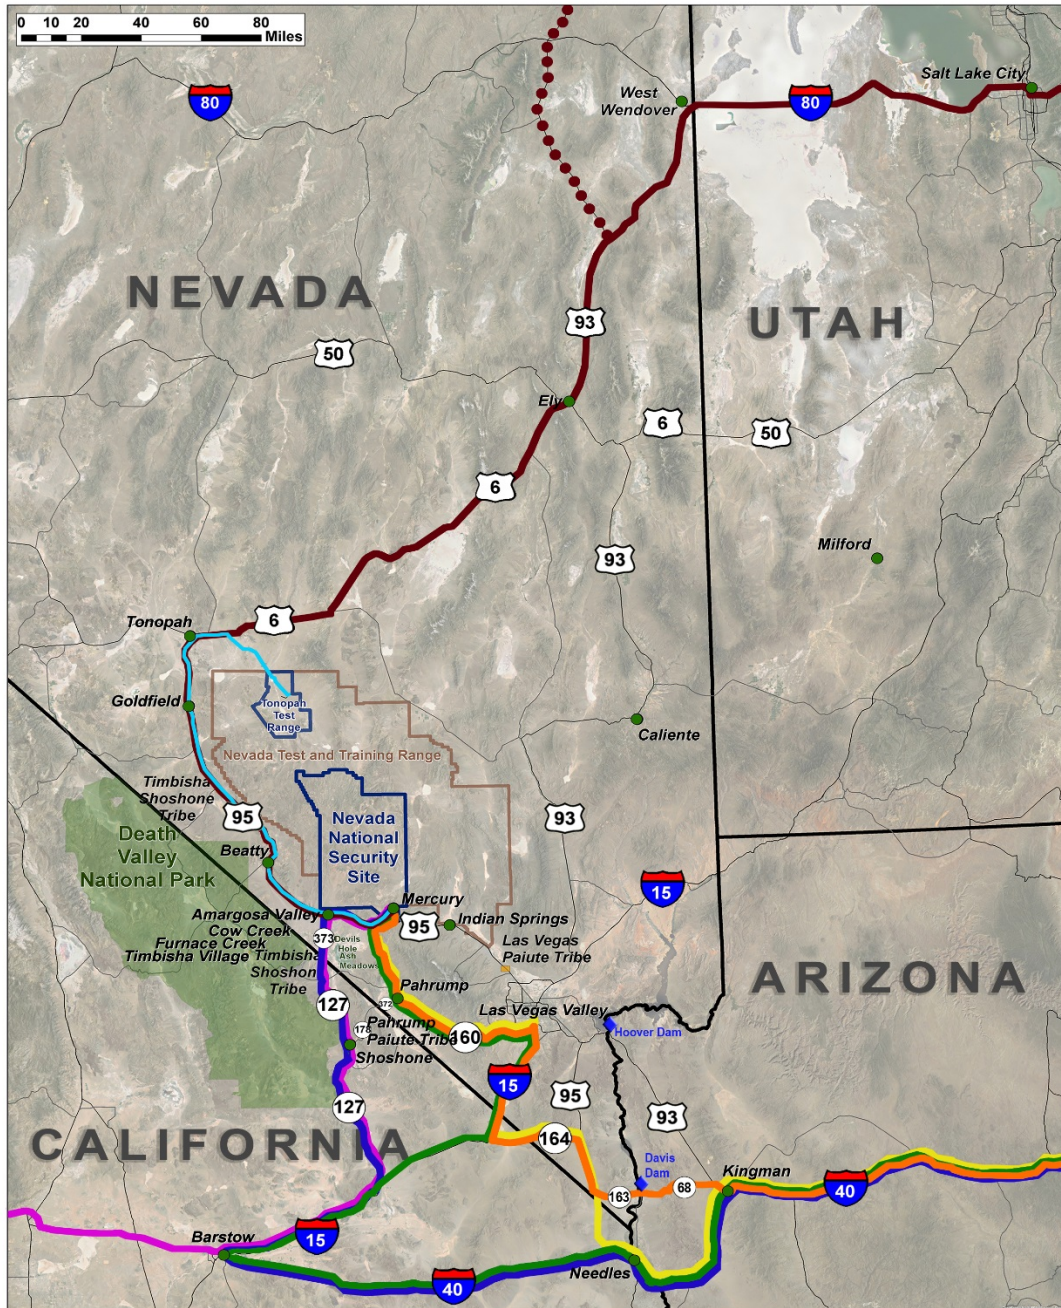 0 10 20 40 60 80
Miles
Salt Lake City
West
Wendover
80
80
NEVADA
UTAH
93
50
Ely
6
50
6
93
Milford
Tonopah
6
Goldfield
Tonopah
Test
Range
Caliente
Nevada Test and Training Range
Timbisha
Shoshone
Tribe
95
93
Death
Valley
National Park
Nevada
National
Security
Site
Beatty
15
Mercury
Amargosa Valley
95
Indian Springs
Cow Creek
373
Devils
Hole
Furnace Creek
Timbisha Village
Ash
Meadows
Las Vegas
Paiute Tribe
Timbisha
Shoshon
Tribe
ARIZONA
Pahrump
127
372
Las Vegas Valley
178
Pahrump
Paiute Tribe
160
Hoover Dam
Shoshone
15
95
127
93
CALIFORNIA
164
Davis
Dam
Kingman
163
68
40
Barstow
15
Needles
40